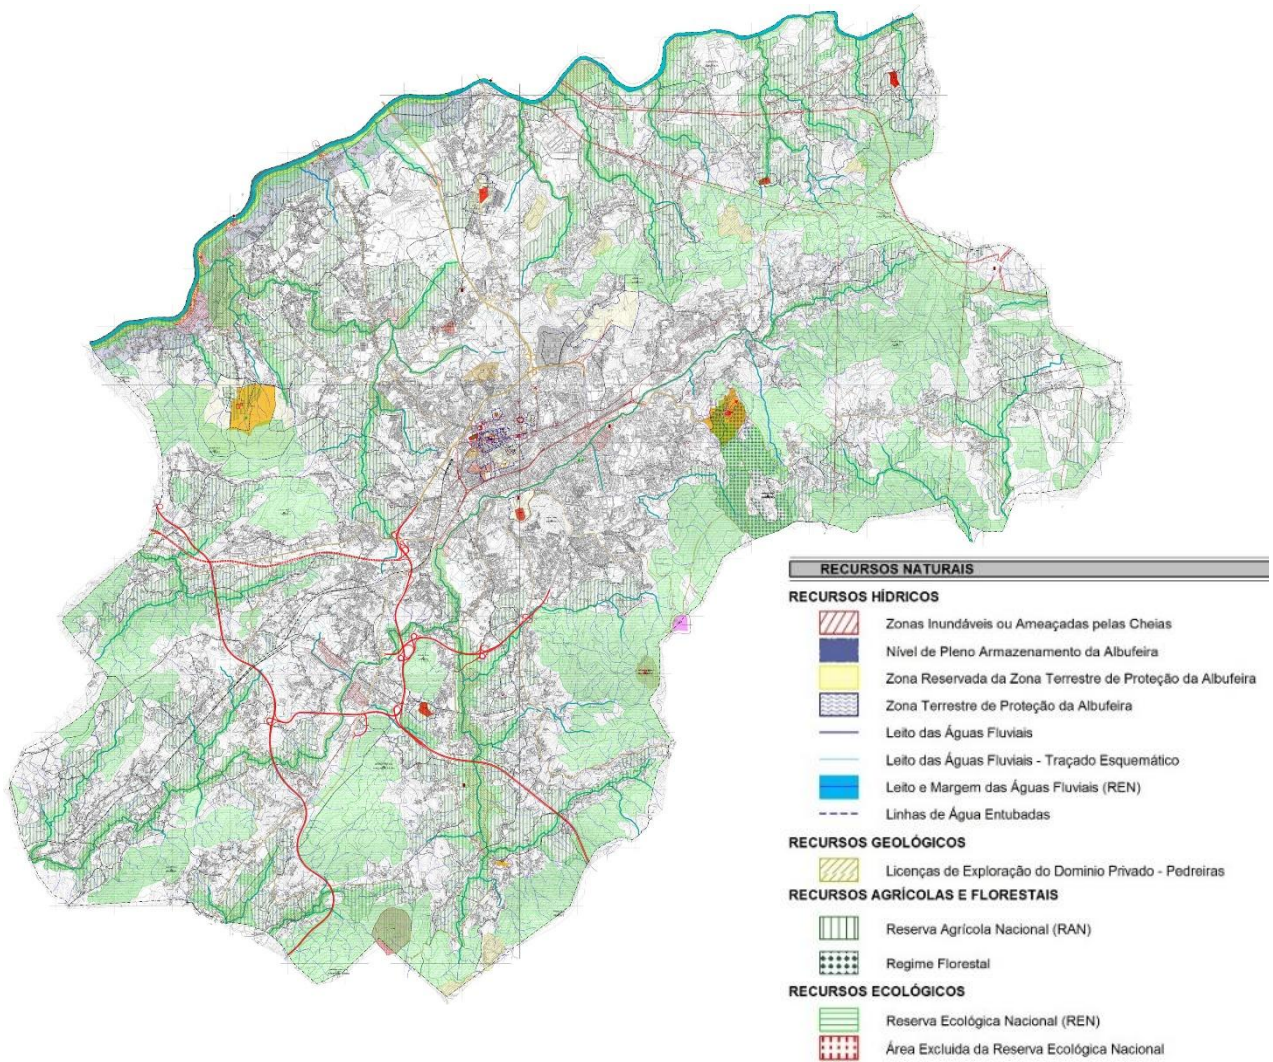 RECURSOS NATURAIS
RECURSOS HÍDRICOS
Zonas Inundáveis ou Ameaçadas pelas Cheias
Nível de Pleno Armazenamento da Albufeira
Zona Reservada da Zona Terrestre de Proteção da Albufeira
Zona Terrestre de Proteção da Albufeira
Leito das Águas Fluviais
Leito das Águas Fluviais - Traçado Esquemático
Leito e Margem das Águas Fluviais (REN)
Linhas de Água Entubadas
RECURSOS GEOLÓGICOS
Licenças de Exploração do Dominio Privado - Pedreiras
RECURSOS AGRÍCOLAS E FLORESTAIS
Reserva Agrícola Nacional (RAN)
Regime Florestal
RECURSOS ECOLÓGICOS
Reserva Ecológica Nacional (REN)
Área Excluida da Reserva Ecológica Nacional